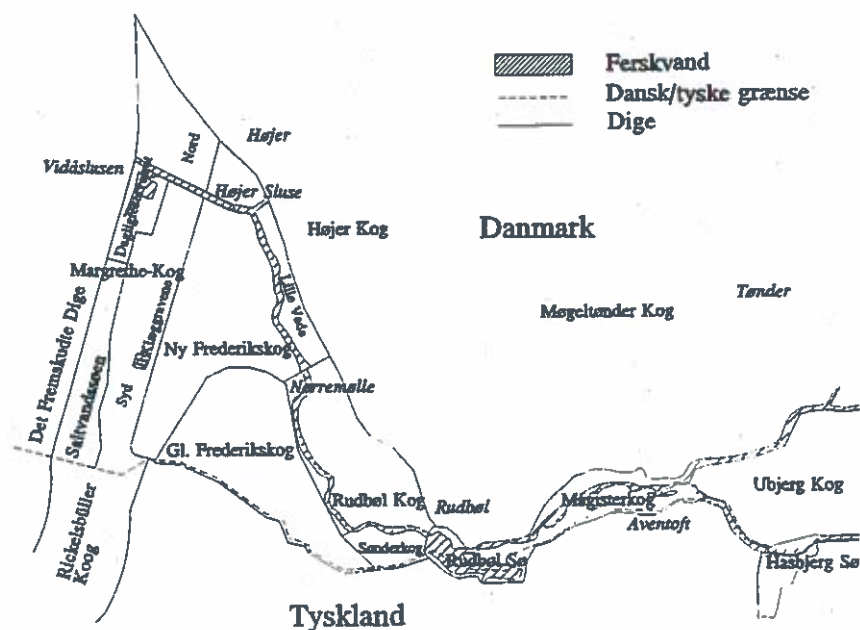 Ferskvand
Dansk/tyske grænse
Dige
Højer
Nord
Vidåslusen
Højer Sluse
Højer Kog
Danmark
Margrethe-Kog
Lille Vade
Tønder
Møgeltønder Kog
Det Fremskudte Dige
Saltvandssøen
Klæggravene
Syd
Ny Frederikskog
Nørremølle
Gl. Frederikskog
Rudbøl Kog
Rudbøl
Magisterkog
Ubjerg Kog
Aventoft
Rickelsbüller
Koog
Sønderkog
Rudbøl Sø
Hasbjerg Sø
Tyskland